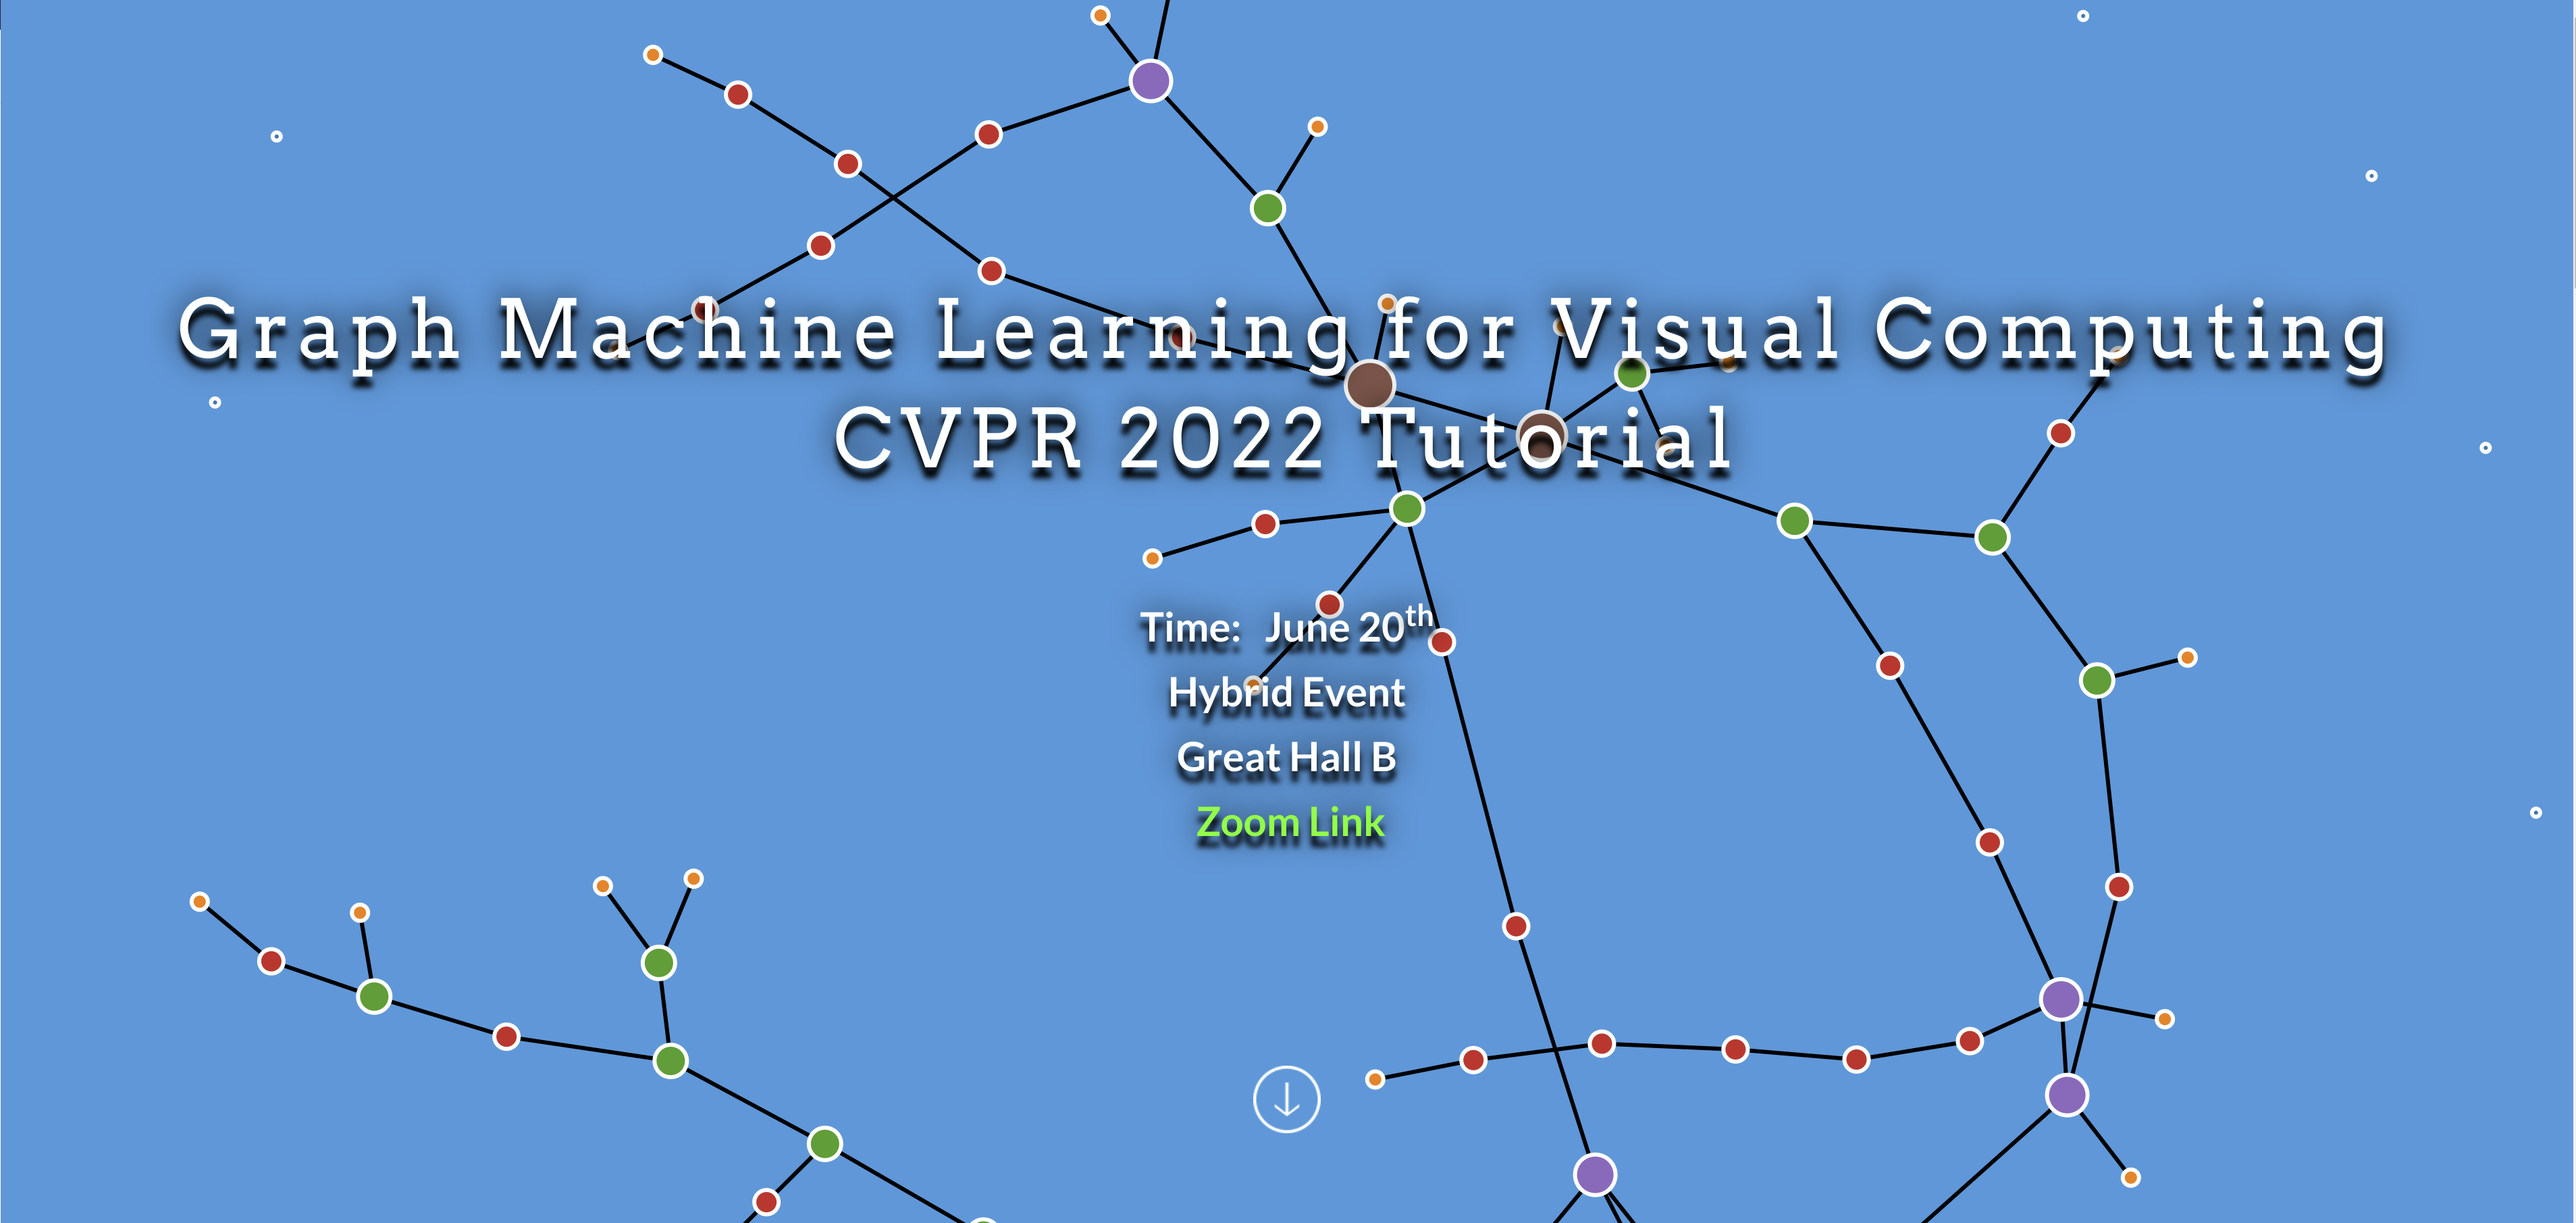 Graph Machine Learning for Visual Computing
CVPR 2022 Tutorial
Time: June 20th
Hybrid Event
Great Hall B
Zoom Link